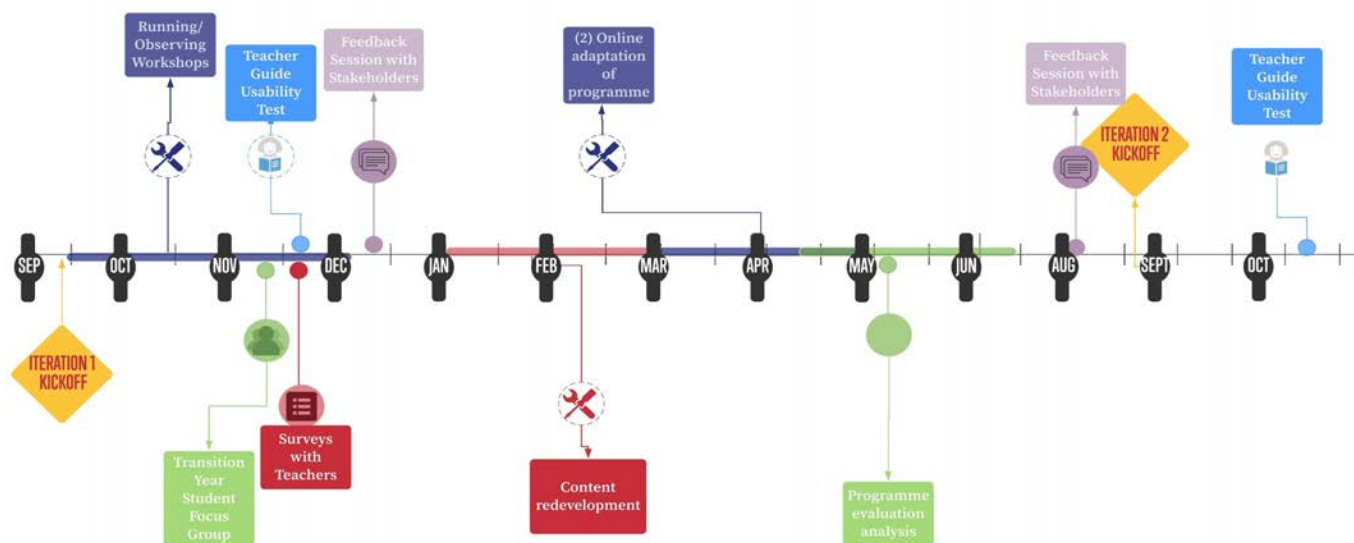 Running/
Observing
Workshops
Teacher
Guide
Usability
Test
Feedback
Session with
Stakeholders
(2) Online
adaptation
of
programme
Feedback
Session with
Stakeholders
ITERATION 2
KICKOFF
Teacher
Guide
Usability
Test
SEP
OCT
NOV
DEC
JAN
FEB
MAR
APR
MAY
JUN
AUG
SEPT
OCT
ITERATION 1
KICKOFF
Transition
Year
Student
Focus
Group
Surveys
with
Teachers
Content
redevelopment
Programme
evaluation
analysis